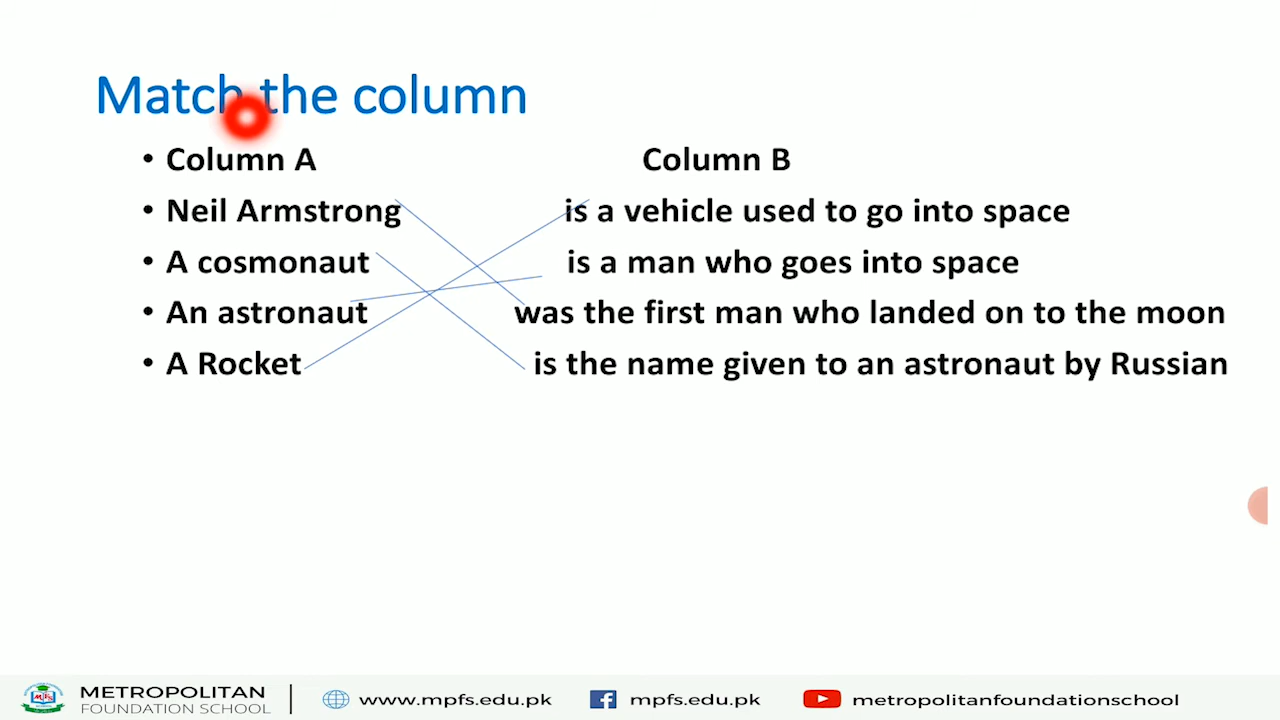 Match the column
• Column A Column B
• Neil Armstrong is a vehicle used to go into space
• A cosmonaut is a man who goes into space
• An astronaut was the first man who landed on to the moon
• A Rocket is the name given to an astronaut by Russian
METROPOLITAN
FOUNDATION SCHOOL
www.mpfs.edu.pk
mpfs.edu.pk
metropolitanfoundationschool